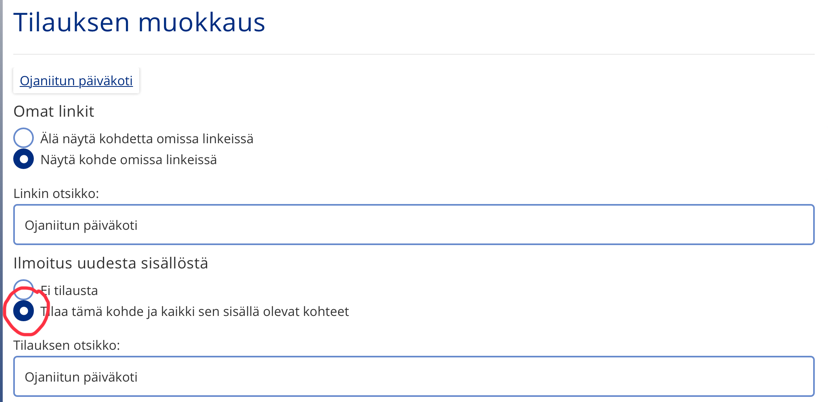 Tilauksen muokkaus
Ojaniitun päiväkoti
Omat linkit
Älä näytä kohdetta omissa linkeissä
Näytä kohde omissa linkeissä
Linkin otsikko:
Ojaniitun päiväkoti
Ilmoitus uudesta sisällöstä
Ei tilausta
Tilaa tämä kohde ja kaikki sen sisällä olevat kohteet
Tilauksen otsikko:
Ojaniitun päiväkoti